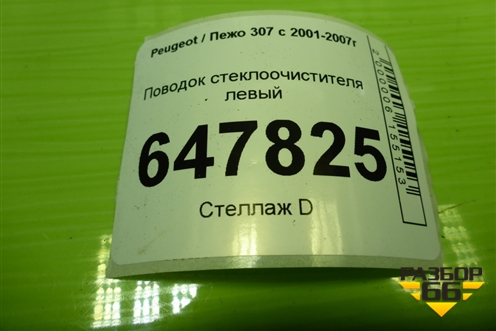 Peugeot / Пежо 307 с 2001-2007г
Поводок стеклоочистителя
левый
647825
Стеллаж D
2000006155153
РАЗБОР
66